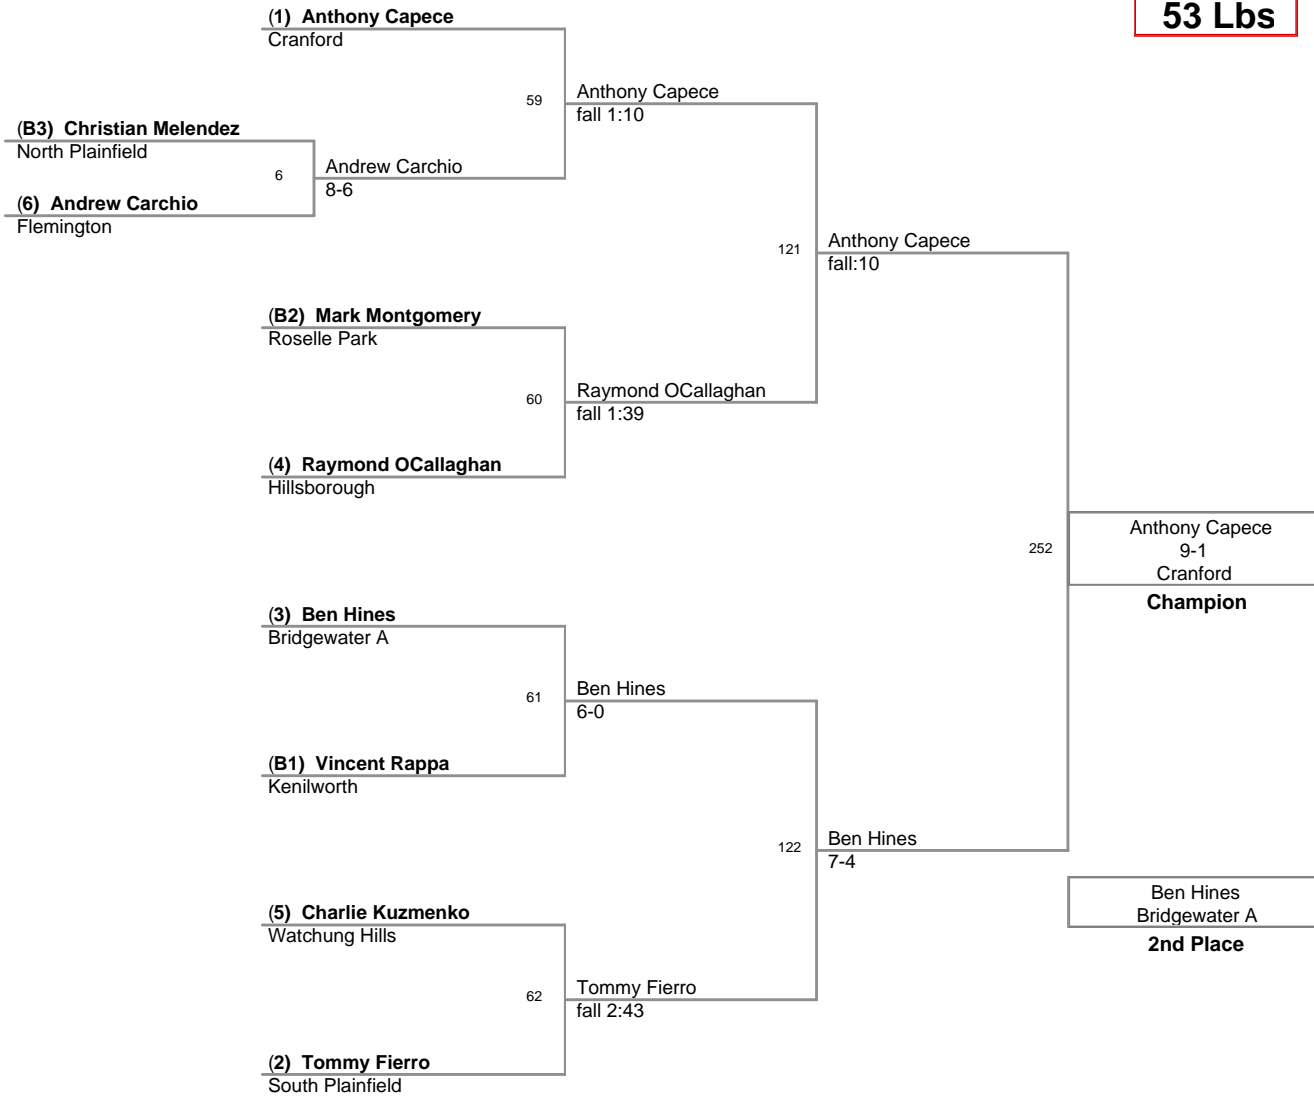 53 Lbs
(1) Anthony Capece
Cranford
59
Anthony Capece
fall 1:10
(B3) Christian Melendez
North Plainfield
6
Andrew Carchio
8-6
(6) Andrew Carchio
Flemington
121
Anthony Capece
fall:10
(B2) Mark Montgomery
Roselle Park
60
Raymond OCallaghan
fall 1:39
(4) Raymond OCallaghan
Hillsborough
252
Anthony Capece
9-1
Cranford
Champion
(3) Ben Hines
Bridgewater A
61
Ben Hines
6-0
(B1) Vincent Rappa
Kenilworth
122
Ben Hines
7-4
Ben Hines
Bridgewater A
2nd Place
(5) Charlie Kuzmenko
Watchung Hills
62
Tommy Fierro
fall 2:43
(2) Tommy Fierro
South Plainfield